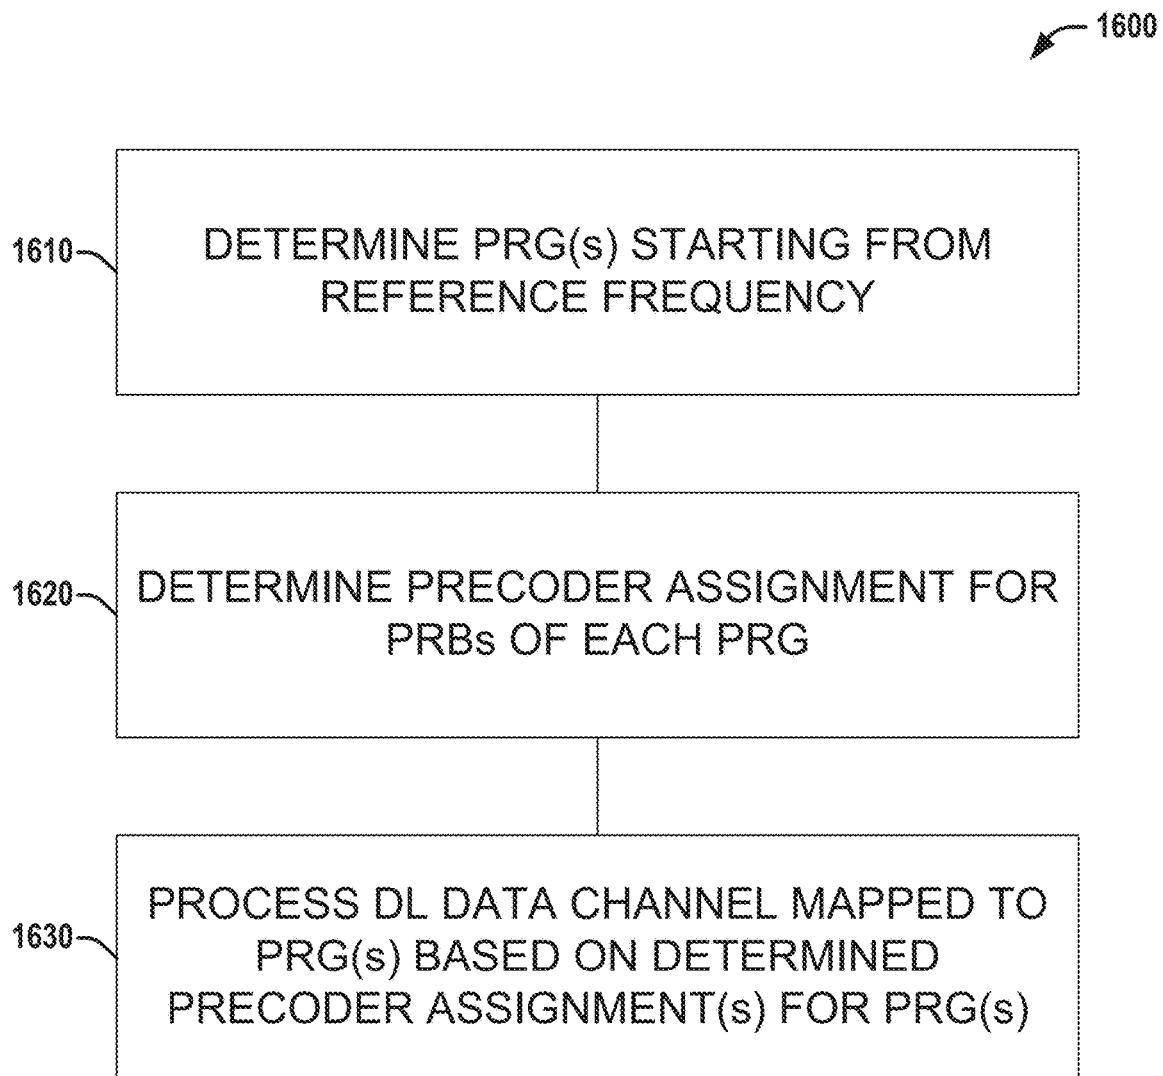 1600
1610
DETERMINE PRG(s) STARTING FROM
REFERENCE FREQUENCY
1620
DETERMINE PRECODER ASSIGNMENT FOR
PRBs OF EACH PRG
1630
PROCESS DL DATA CHANNEL MAPPED TO
PRG(s) BASED ON DETERMINED
PRECODER ASSIGNMENT(s) FOR PRG(s)